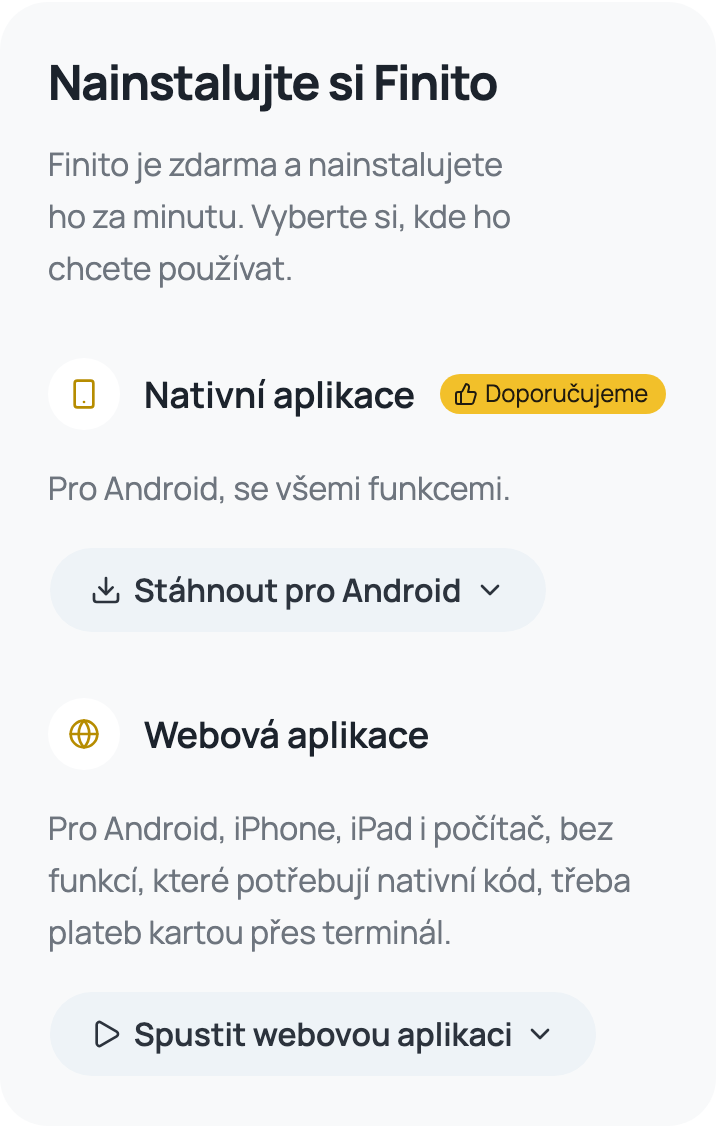 Nainstalujte si Finito
Finito je zdarma a nainstalujete
ho za minutu. Vyberte si, kde ho
chcete používat.
Nativní aplikace
Doporučujeme
Pro Android, se všemi funkcemi.
Stáhnout pro Android
Webová aplikace
Pro Android, iPhone, iPad i počítač, bez
funkcí, které potřebují nativní kód, třeba
plateb kartou přes terminál.
Spustit webovou aplikaci